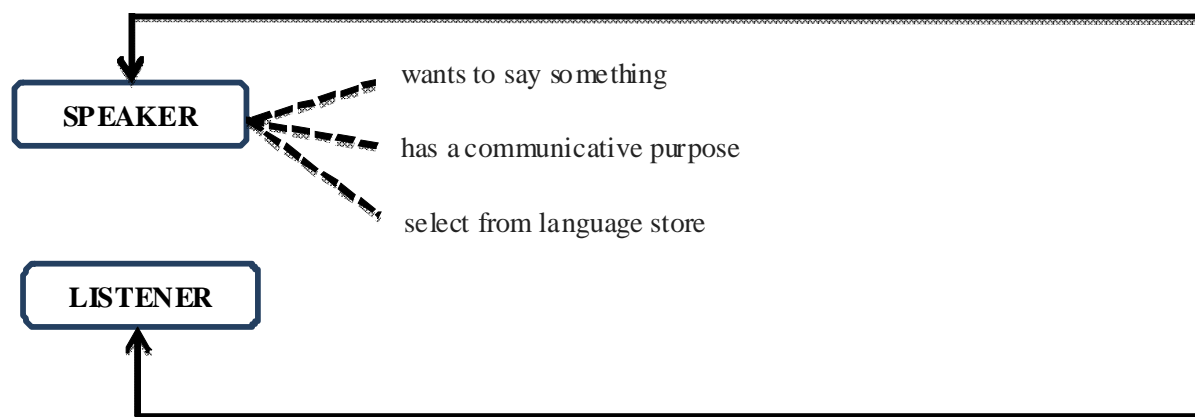 wants to say something
SPEAKER
has a communicative purpose
select from language store
LISTENER